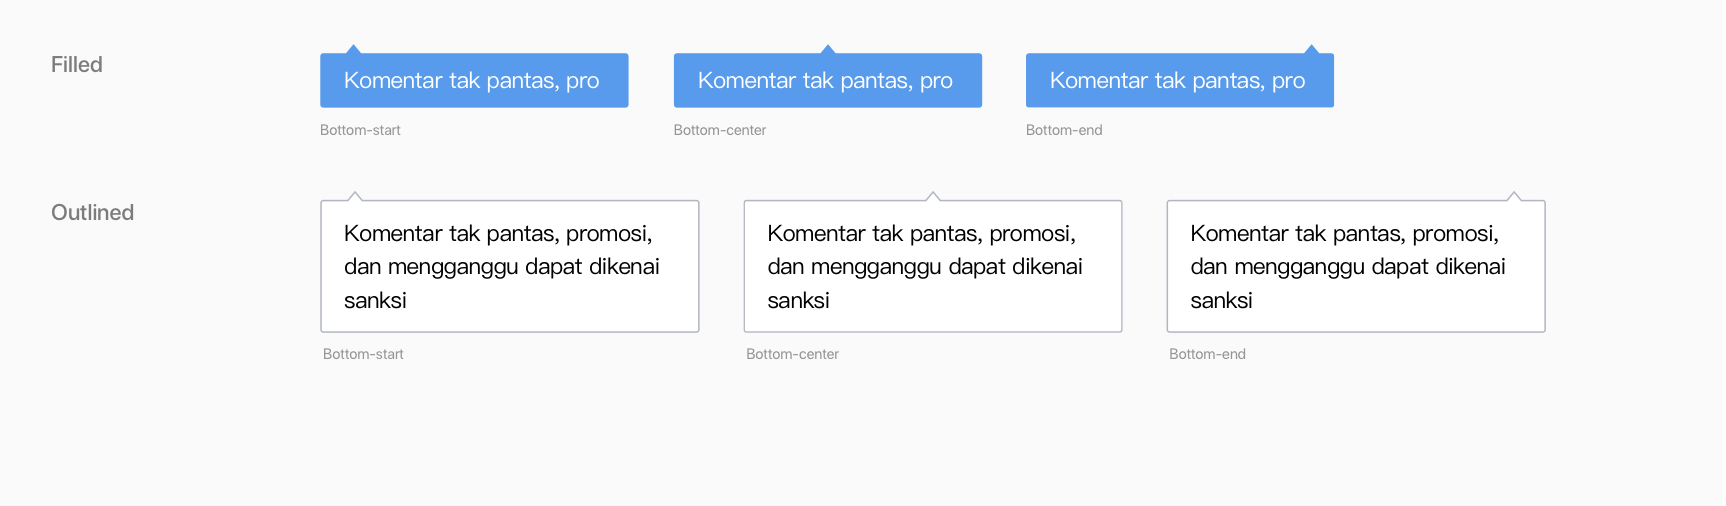 Filled
Komentar tak pantas, pro
Komentar tak pantas, pro
Komentar tak pantas, pro
Bottom-start
Bottom-center
Bottom-end
Outlined
Komentar tak pantas, promosi,
dan mengganggu dapat dikenai
sanksi
Komentar tak pantas, promosi,
dan mengganggu dapat dikenai
sanksi
Komentar tak pantas, promosi,
dan mengganggu dapat dikenai
sanksi
Bottom-start
Bottom-center
Bottom-end